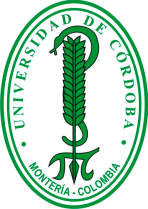 · UNIVERSIDAD DE CÓRDOBA ·
MONTERÍA - COLOMBIA